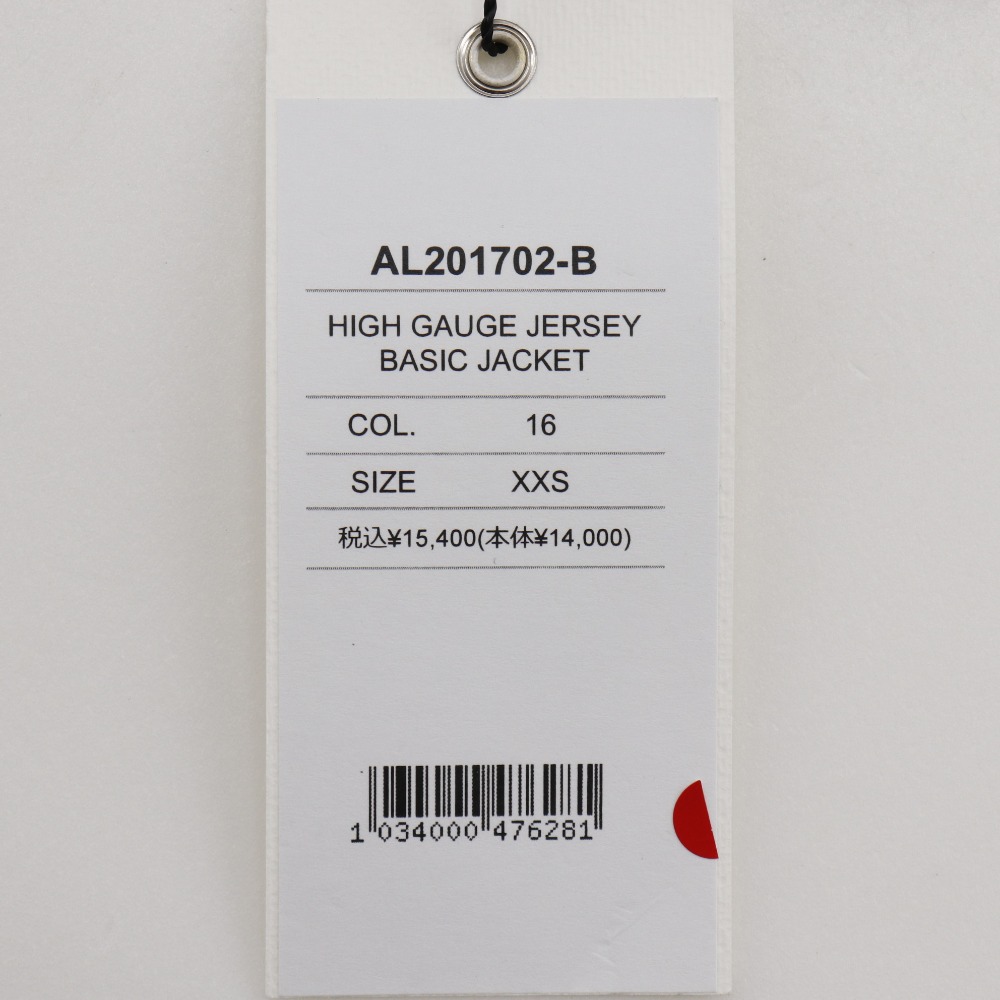 AL201702-B
HIGH GAUGE JERSEY
BASIC JACKET
COL. 16
SIZE XXS
税込¥15,400(本体¥14,000)
1 034000 476281